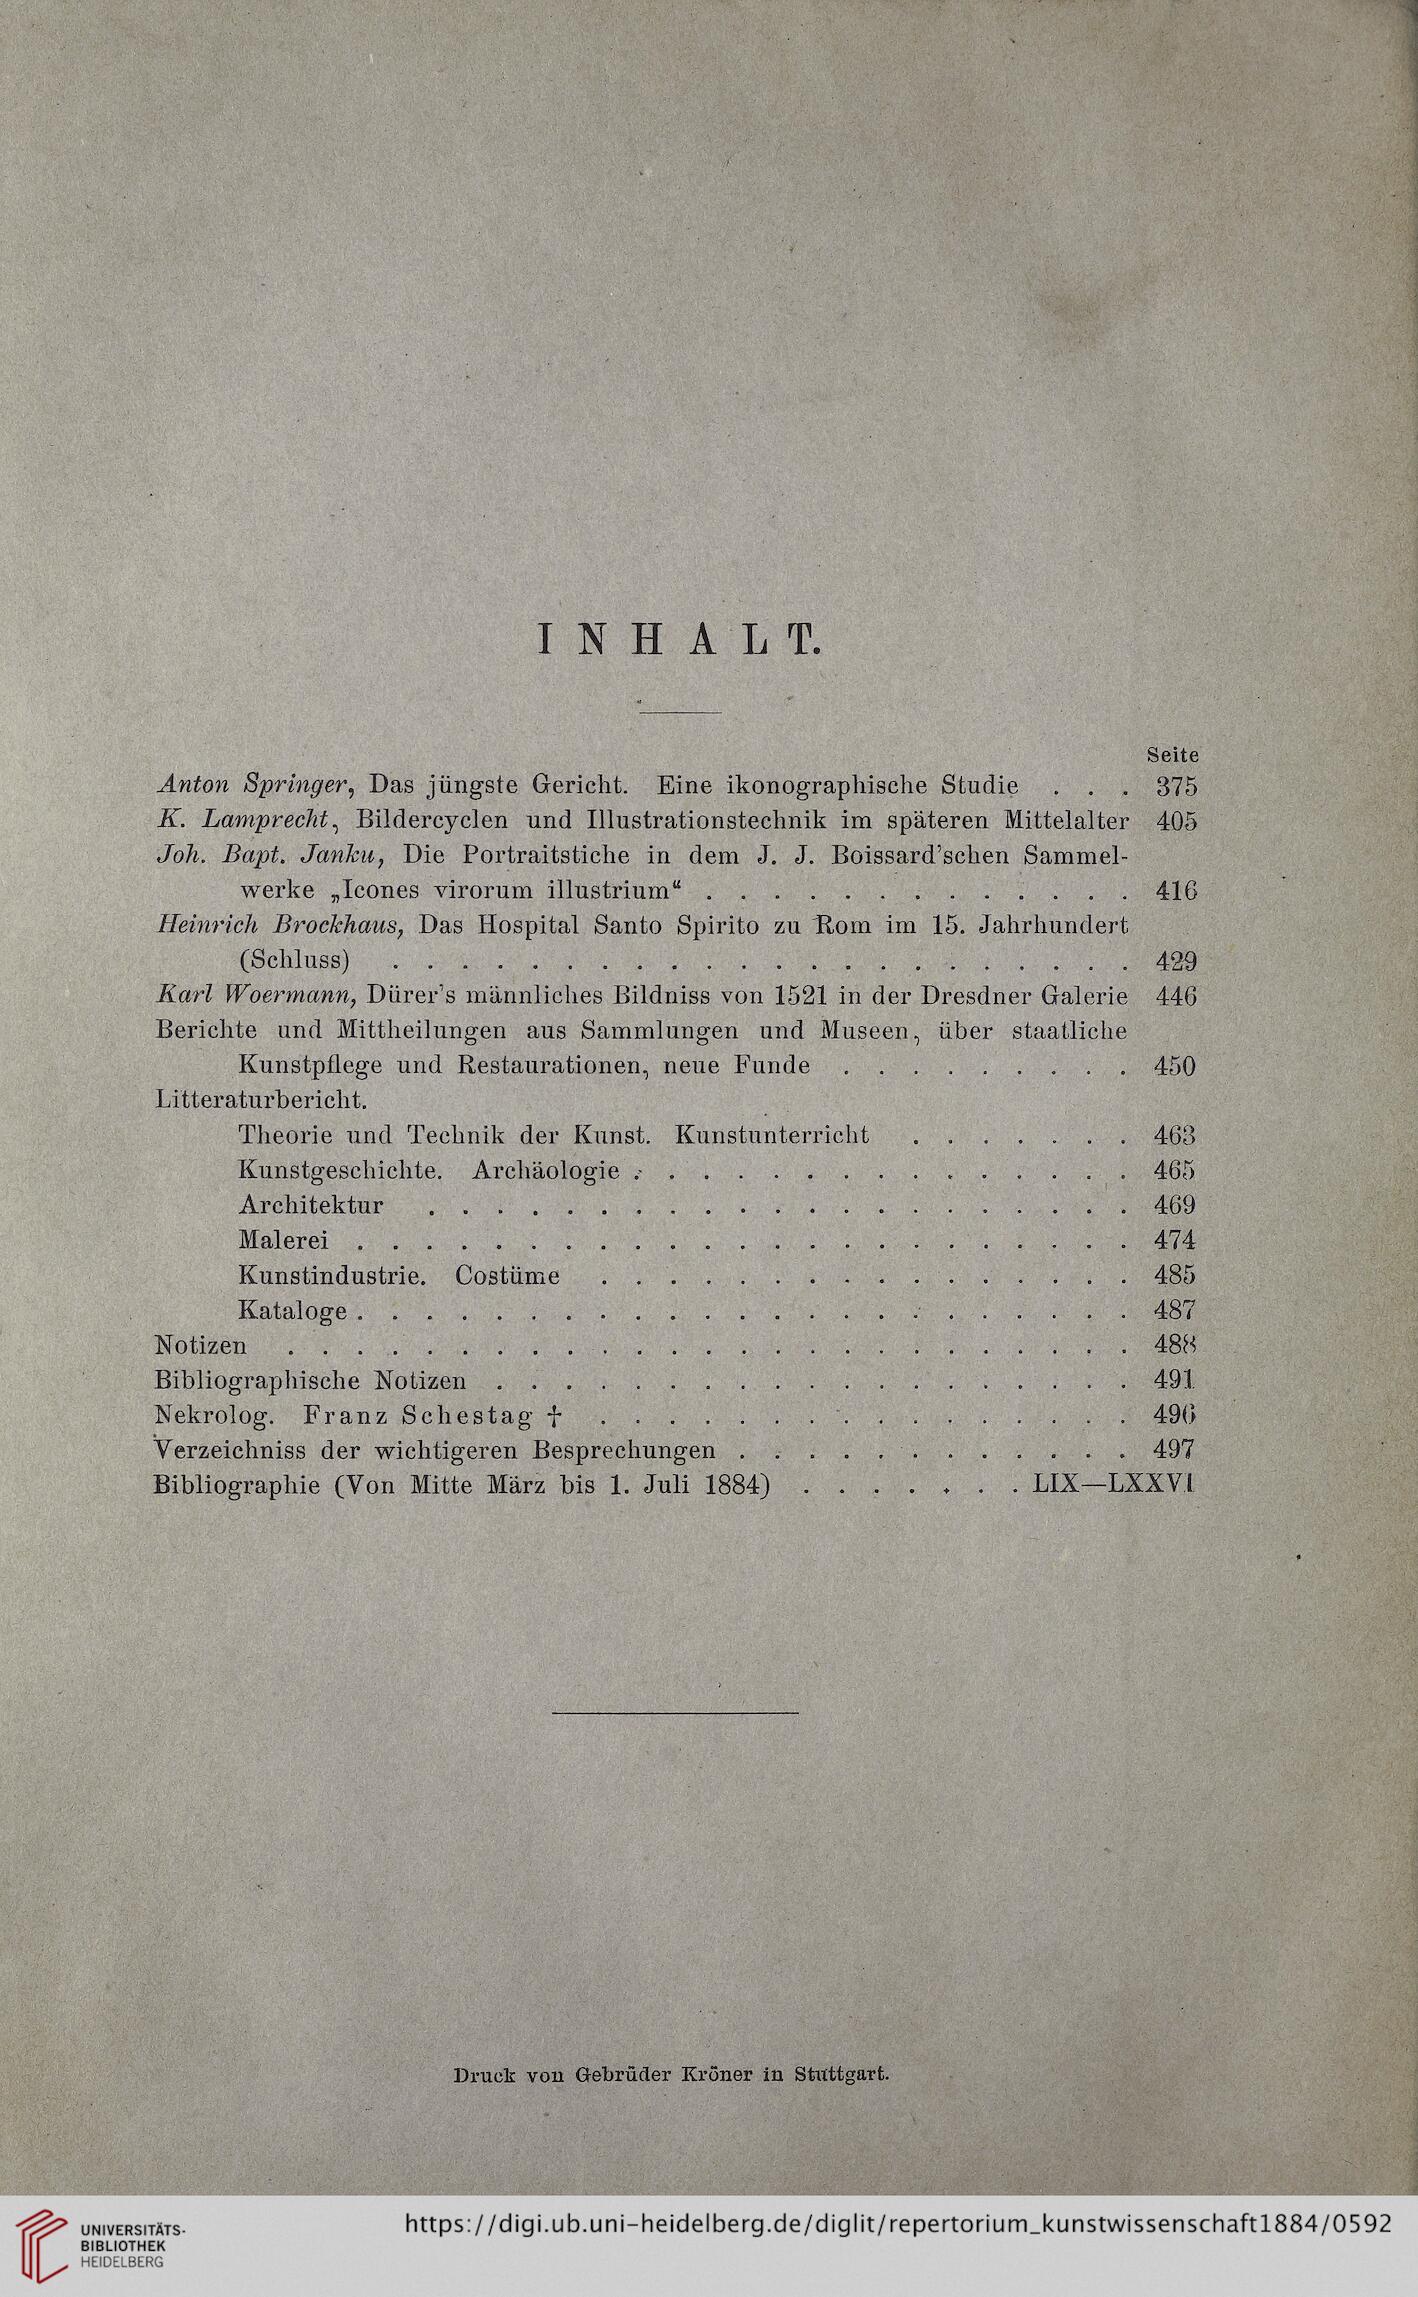 INHALT.
Seite
Anton Springer, Das jüngste Gericht. Eine ikonographische Studie . . . 375
K. Lamprecht, Bildercyclen und Illustrationstechnik im späteren Mittelalter 405
Joh. Bapt. Janku, Die Portraitstiche in dem J. J. Boissard'schen Sammel-
werke „Icones virorum illustrium“ . . . . . . . . . . . . . 416
Heinrich Brockhaus, Das Hospital Santo Spirito zu Rom im 15. Jahrhundert
(Schluss) . . . . . . . . . . . . . . . . . . . . . . 429
Karl Woermann, Dürer's männliches Bildniss von 1521 in der Dresdner Galerie 446
Berichte und Mittheilungen aus Sammlungen und Museen, über staatliche
Kunstpflege und Restaurationen, neue Funde . . . . . . . . . 450
Litteraturbericht.
Theorie und Technik der Kunst. Kunstunterricht . . . . . . . 463
Kunstgeschichte. Archäologie . . . . . . . . . . . . . . . 465
Architektur . . . . . . . . . . . . . . . . . . . . . 469
Malerei . . . . . . . . . . . . . . . . . . . . . . . 474
Kunstindustrie. Costüme . . . . . . . . . . . . . . . . 485
Kataloge . . . . . . . . . . . . . . . . . . . . . . . 487
Notizen . . . . . . . . . . . . . . . . . . . . . . . . . 488
Bibliographische Notizen . . . . . . . . . . . . . . . . . . . 491
Nekrolog. Franz Schestag † . . . . . . . . . . . . . . . . 496
Verzeichniss der wichtigeren Besprechungen . . . . . . . . . . . . 497
Bibliographie (Von Mitte März bis 1. Juli 1884) . . . . . . . LIX—LXXVI
Druck von Gebrüder Kröner in Stuttgart.
UNIVERSITÄTS-
BIBLIOTHEK
HEIDELBERG
https://digi.ub.uni-heidelberg.de/diglit/repertorium_kunstwissenschaft1884/0592